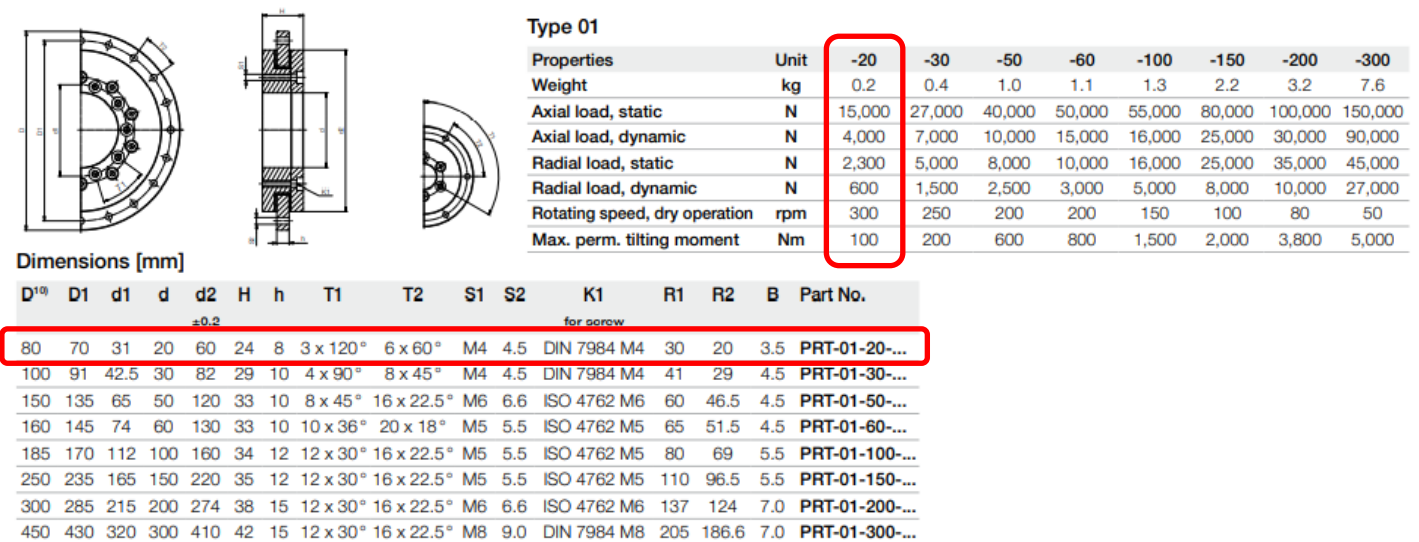 Type 01
Properties Unit -20 -30 -50 -60 -100 -150 -200 -300
Weight kg 0.2 0.4 1.0 1.1 1.3 2.2 3.2 7.6
Axial load, static N 15,000 27,000 40,000 50,000 55,000 80,000 100,000 150,000
Axial load, dynamic N 4,000 7,000 10,000 15,000 16,000 25,000 30,000 90,000
Radial load, static N 2,300 5,000 8,000 10,000 16,000 25,000 35,000 45,000
Radial load, dynamic N 600 1,500 2,500 3,000 5,000 8,000 10,000 27,000
Rotating speed, dry operation rpm 300 250 200 200 150 100 80 50
Max. perm. tilting moment Nm 100 200 600 800 1,500 2,000 3,800 5,000
H
T2
D
D1
T1
R1
K1
h
T1
T2
Dimensions [mm]
D¹⁰⁾ D1 d1 d d2 H h T1 T2 S1 S2 K1 R1 R2 B Part No.
±0.2 for screw
80 70 31 20 60 24 8 3 x 120° 6 x 60° M4 4.5 DIN 7984 M4 30 20 3.5 PRT-01-20-...
100 91 42.5 30 82 29 10 4 x 90° 8 x 45° M4 4.5 DIN 7984 M4 41 29 4.5 PRT-01-30-...
150 135 65 50 120 33 10 8 x 45° 16 x 22.5° M6 6.6 ISO 4762 M6 60 46.5 4.5 PRT-01-50-...
160 145 74 60 130 33 10 10 x 36° 20 x 18° M5 5.5 ISO 4762 M5 65 51.5 4.5 PRT-01-60-...
185 170 112 100 160 34 12 12 x 30° 16 x 22.5° M5 5.5 ISO 4762 M5 80 69 5.5 PRT-01-100-...
250 235 165 150 220 35 12 12 x 30° 16 x 22.5° M5 5.5 ISO 4762 M5 110 96.5 5.5 PRT-01-150-...
300 285 215 200 274 38 15 12 x 30° 16 x 22.5° M6 6.6 ISO 4762 M6 137 124 7.0 PRT-01-200-...
450 430 320 300 410 42 15 12 x 30° 16 x 22.5° M8 9.0 DIN 7984 M8 205 186.6 7.0 PRT-01-300-...